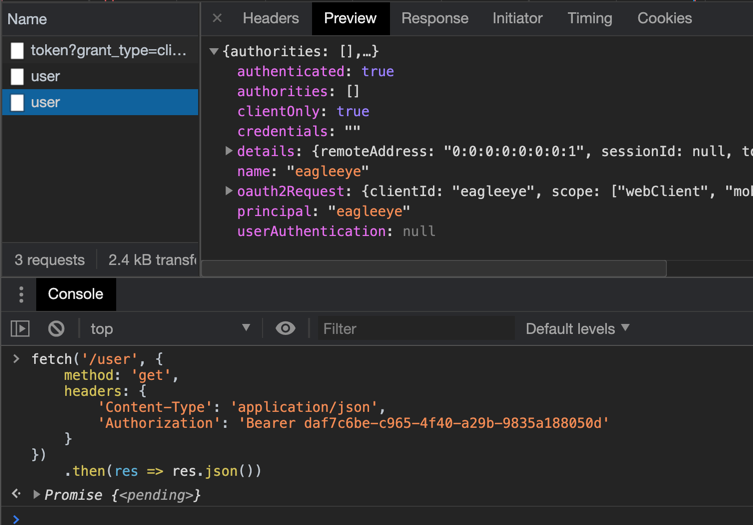 Name
token?grant_type=cli...
user
user
3 requests
2.4 kB transf
Headers
Preview
Response
Initiator
Timing
Cookies
{authorities: [],…}
authenticated: true
authorities: []
clientOnly: true
credentials: ""
details: {remoteAddress: "0:0:0:0:0:0:0:1", sessionId: null, to
name: "eagleeye"
oauth2Request: {clientId: "eagleeye", scope: ["webClient", "mob
principal: "eagleeye"
userAuthentication: null
Console
top
Filter
Default levels
fetch('/user', {
method: 'get',
headers: {
'Content-Type': 'application/json',
'Authorization': 'Bearer daf7c6be-c965-4f40-a29b-9835a188050d'
}
})
.then(res => res.json())
Promise {<pending>}